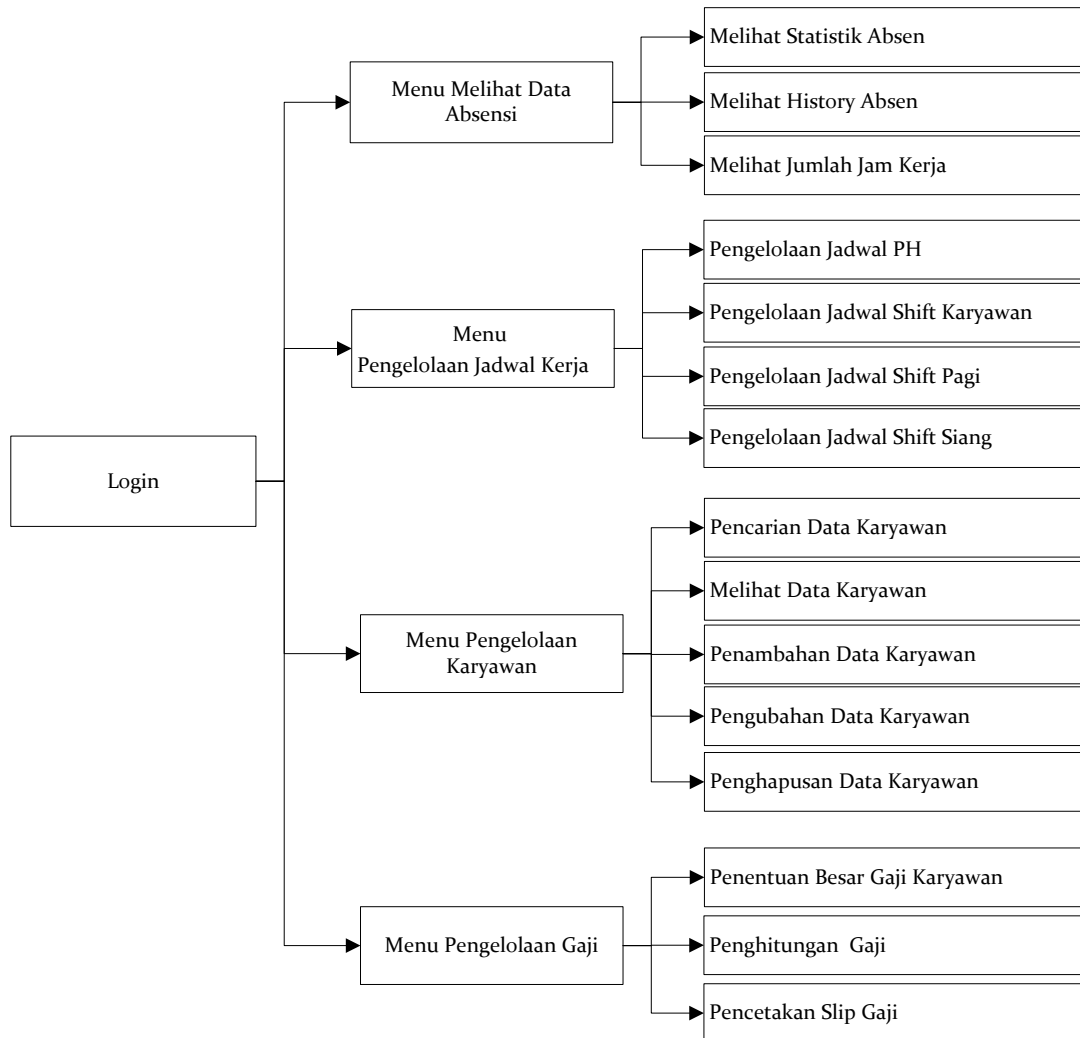 Login
Menu Melihat Data
Absensi
Melihat Statistik Absen
Melihat History Absen
Melihat Jumlah Jam Kerja
Menu
Pengelolaan Jadwal Kerja
Pengelolaan Jadwal PH
Pengelolaan Jadwal Shift Karyawan
Pengelolaan Jadwal Shift Pagi
Pengelolaan Jadwal Shift Siang
Menu Pengelolaan
Karyawan
Pencarian Data Karyawan
Melihat Data Karyawan
Penambahan Data Karyawan
Pengubahan Data Karyawan
Penghapusan Data Karyawan
Menu Pengelolaan Gaji
Penentuan Besar Gaji Karyawan
Penghitungan  Gaji
Pencetakan Slip Gaji